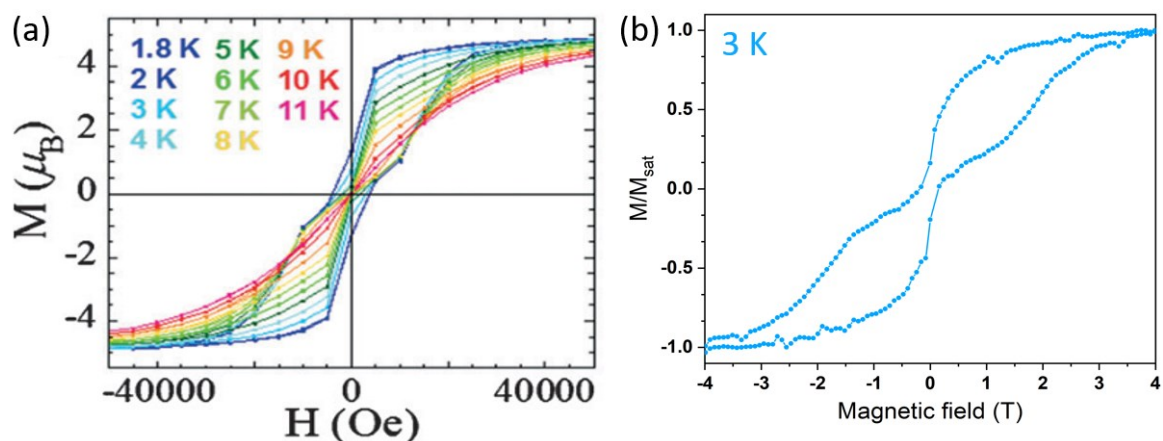 (a)
1.8 K 5 K 9 K
2 K 6 K 10 K
3 K 7 K 11 K
4 K 8 K
M (μB)
4
2
0
-2
-4
-40000 0 40000
H (Oe)
(b)
3 K
M/Msat
1.0
0.5
0.0
-0.5
-1.0
-4 -3 -2 -1 0 1 2 3 4
Magnetic field (T)